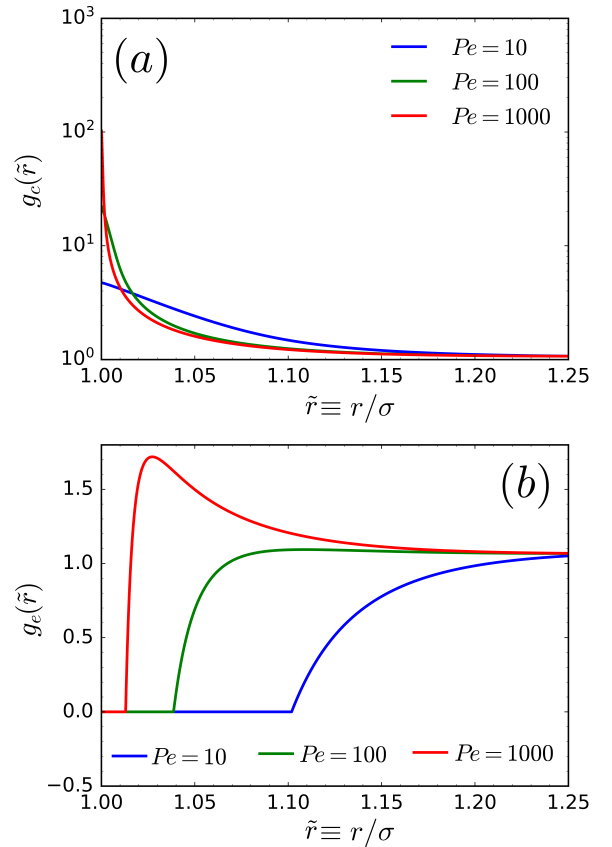 (a)
Pe = 10
Pe = 100
Pe = 1000
10³
10²
10¹
10⁰
g_c(r̃)
1.00 1.05 1.10 1.15 1.20 1.25
r̃ ≡ r/σ
(b)
1.5
1.0
0.5
0.0
−0.5
g_e(r̃)
Pe = 10 Pe = 100 Pe = 1000
1.00 1.05 1.10 1.15 1.20 1.25
r̃ ≡ r/σ